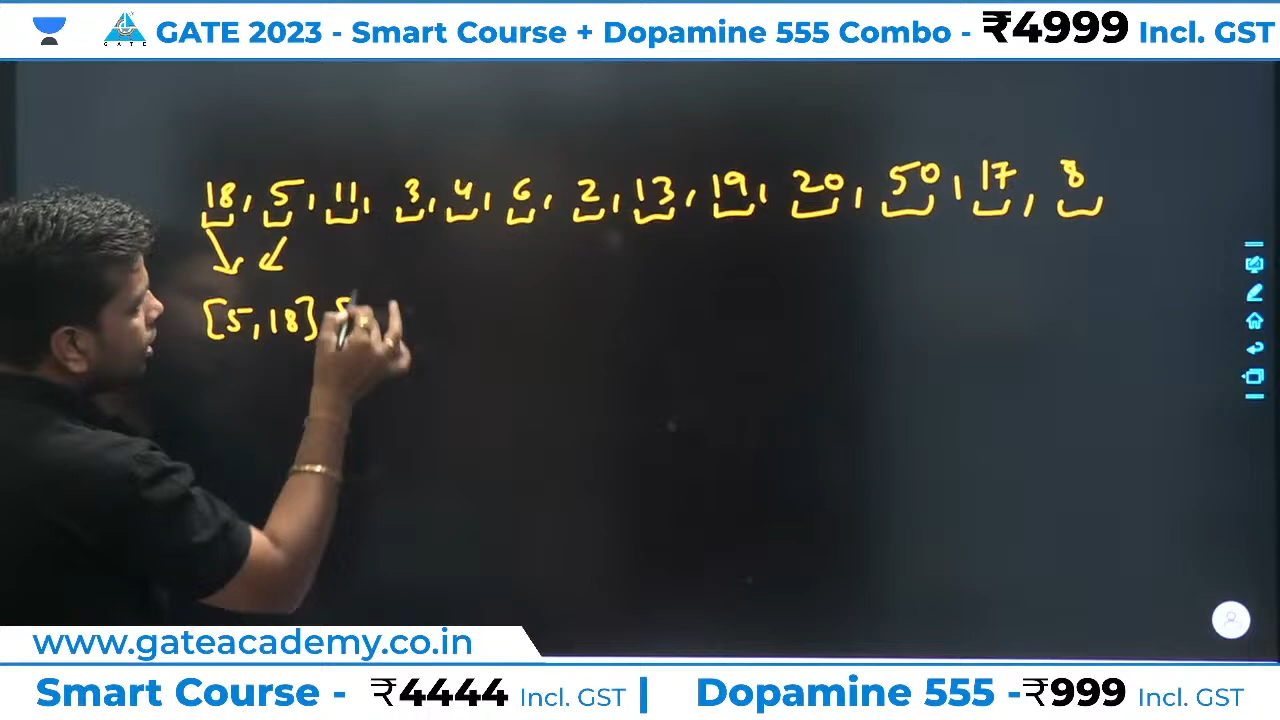 GATE GATE 2023 - Smart Course + Dopamine 555 Combo - ₹4999 Incl. GST
18, 5, 11, 3, 4, 6, 2, 13, 19, 20, 50, 17, 8
[5,18]
www.gateacademy.co.in
Smart Course - ₹4444 Incl. GST | Dopamine 555 -₹999 Incl. GST